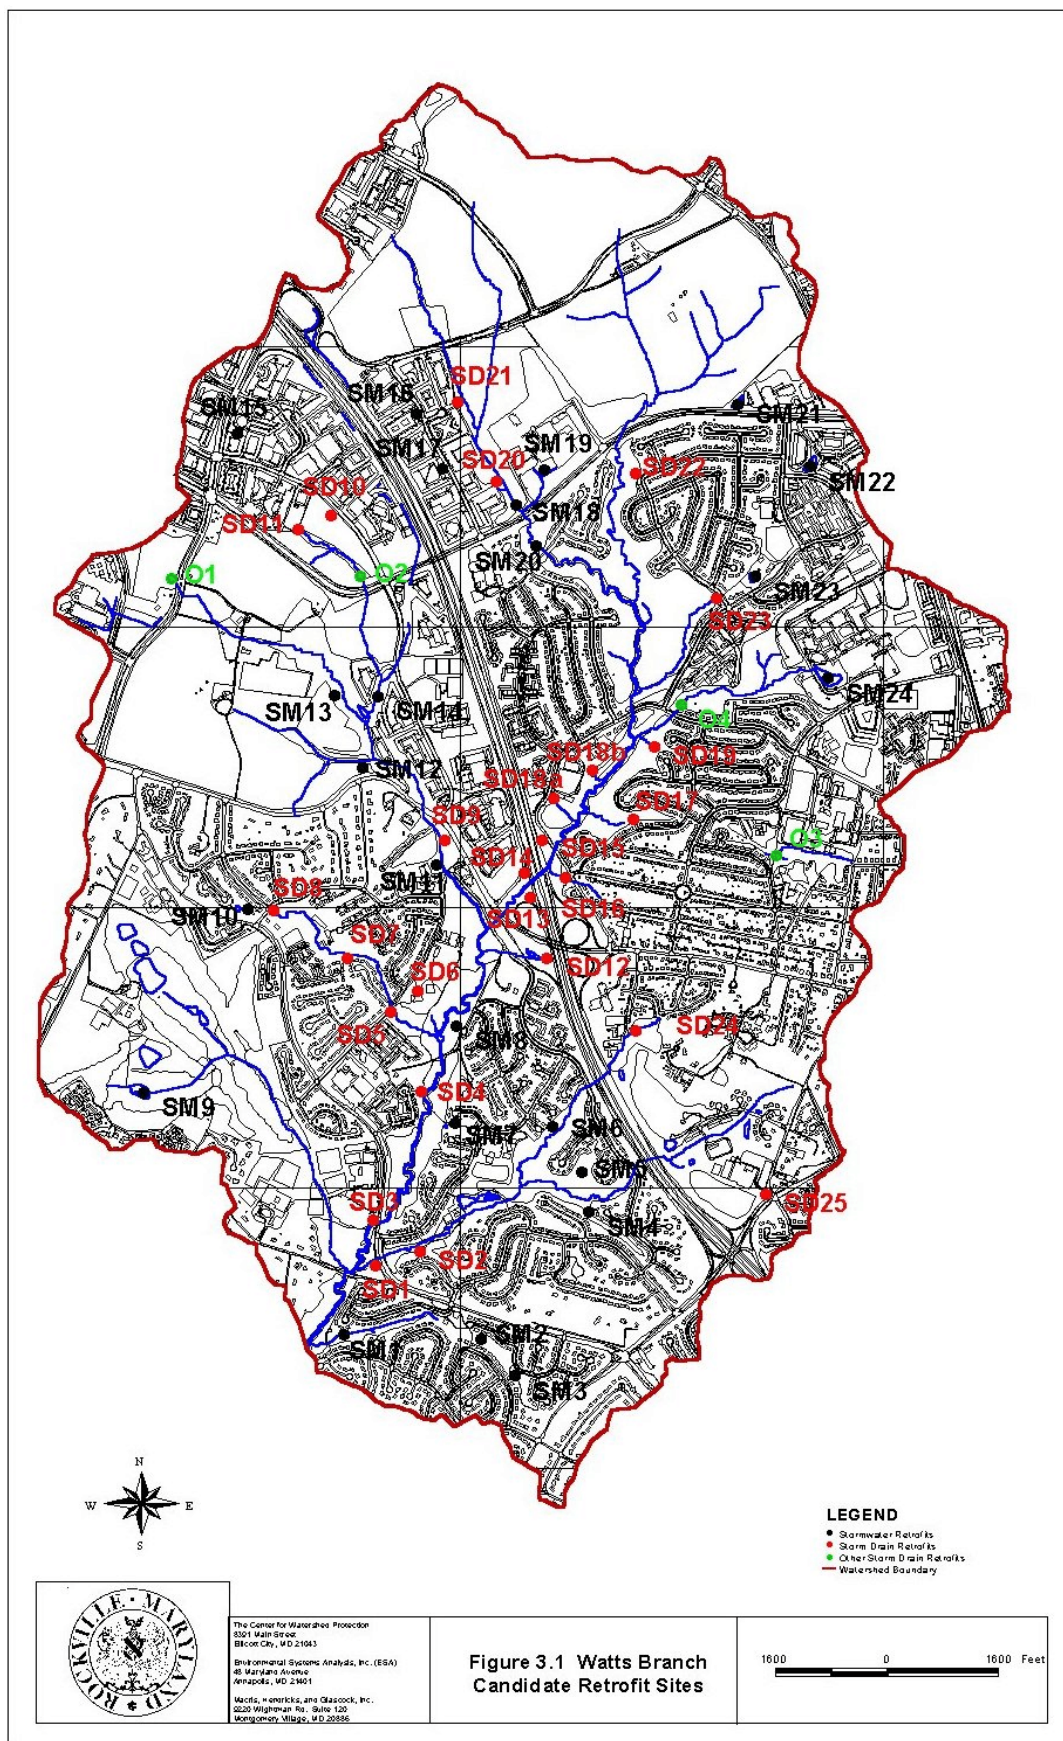 SD21
SM16
SM15
SM21
SM17
SM19
SD20
SD22
SM22
SD10
SM18
SD11
SM20
O1
O2
SM23
SD23
SM24
SM13
SM14
O4
SD18b
SD19
SM12
SD18a
SD17
SD9
O3
SD15
SD14
SM11
SD8
SD16
SM10
SD13
SD7
SD12
SD6
SD5
SM8
SD24
SD4
SM9
SM7
SM6
SM5
SD3
SD25
SM4
SD2
SD1
SM2
SM1
SM3
N
W E
S
LEGEND
Stormwater Retrofits
Storm Drain Retrofits
Other Storm Drain Retrofits
Watershed Boundary
ROCKVILLE · MARYLAND
The Center for Watershed Protection
8391 Main Street
Ellicott City, MD 21043
Environmental Systems Analysis, Inc. (ESA)
48 Maryland Avenue
Annapolis, MD 21401
Macris, Hendricks, and Glascock, Inc.
9220 Wightman Rd. Suite 120
Montgomery Village, MD 20886
Figure 3.1 Watts Branch
Candidate Retrofit Sites
1600 0 1600 Feet